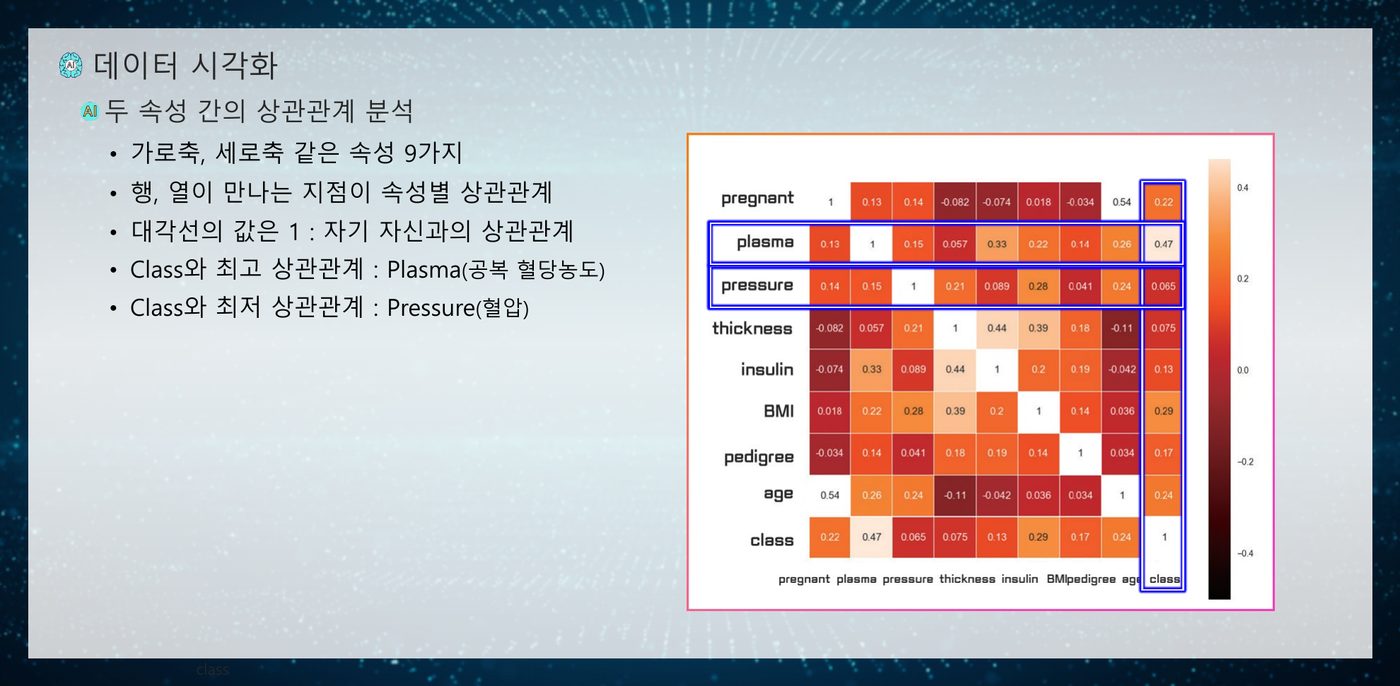 데이터 시각화
AI 두 속성 간의 상관관계 분석
• 가로축, 세로축 같은 속성 9가지
• 행, 열이 만나는 지점이 속성별 상관관계
• 대각선의 값은 1 : 자기 자신과의 상관관계
• Class와 최고 상관관계 : Plasma(공복 혈당농도)
• Class와 최저 상관관계 : Pressure(혈압)
pregnant 1 0.13 0.14 -0.082 -0.074 0.018 -0.034 0.54 0.22
plasma 0.13 1 0.15 0.057 0.33 0.22 0.14 0.26 0.47
pressure 0.14 0.15 1 0.21 0.089 0.28 0.041 0.24 0.065
thickness -0.082 0.057 0.21 1 0.44 0.39 0.18 -0.11 0.075
insulin -0.074 0.33 0.089 0.44 1 0.2 0.19 -0.042 0.13
BMI 0.018 0.22 0.28 0.39 0.2 1 0.14 0.036 0.29
pedigree -0.034 0.14 0.041 0.18 0.19 0.14 1 0.034 0.17
age 0.54 0.26 0.24 -0.11 -0.042 0.036 0.034 1 0.24
class 0.22 0.47 0.065 0.075 0.13 0.29 0.17 0.24 1
pregnant plasma pressure thickness insulin BMI pedigree age class
0.4
0.2
0.0
−0.2
−0.4
class